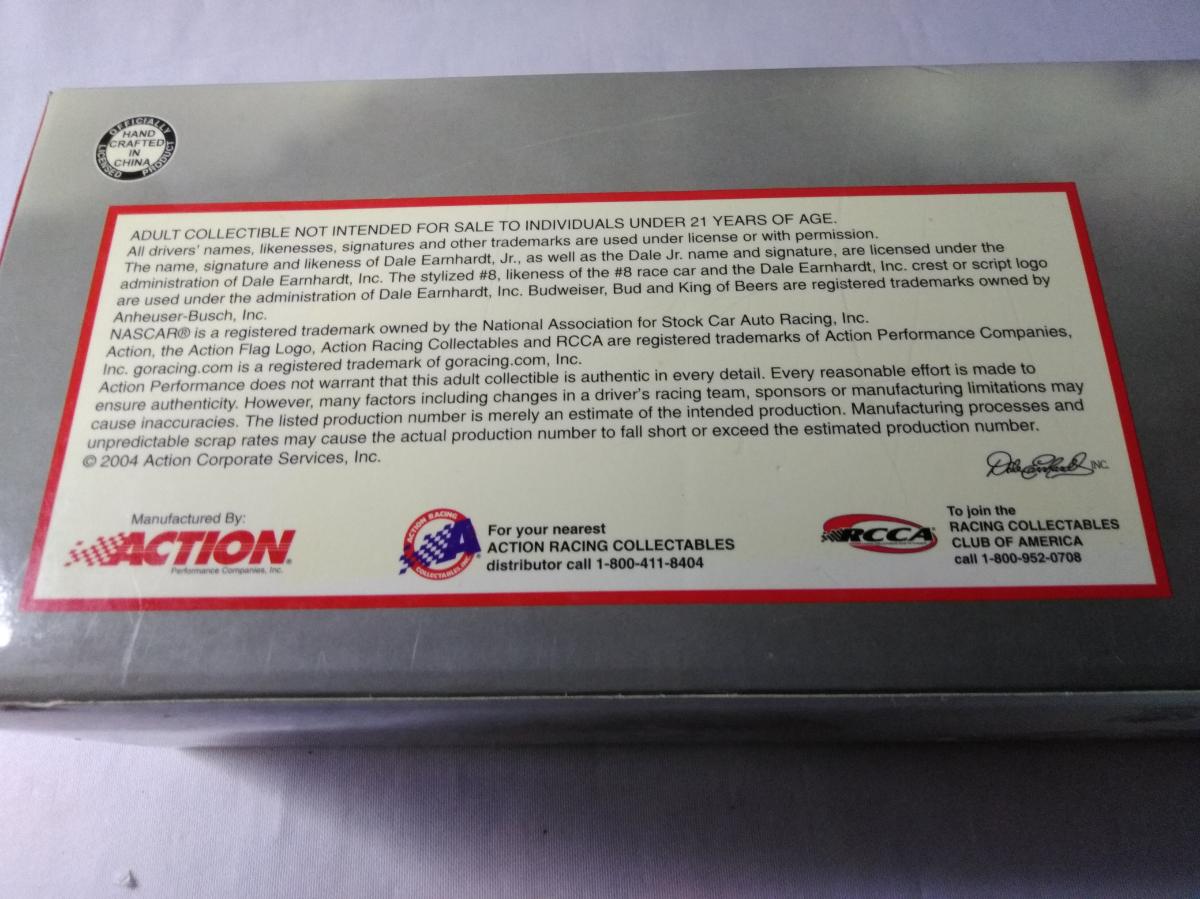 OFFICIALLY
HAND
CRAFTED
IN
CHINA
LICENSED PRODUCT
ADULT COLLECTIBLE NOT INTENDED FOR SALE TO INDIVIDUALS UNDER 21 YEARS OF AGE.
All drivers' names, likenesses, signatures and other trademarks are used under license or with permission.
The name, signature and likeness of Dale Earnhardt, Jr., as well as the Dale Jr. name and signature, are licensed under the
administration of Dale Earnhardt, Inc. The stylized #8, likeness of the #8 race car and the Dale Earnhardt, Inc. crest or script logo
are used under the administration of Dale Earnhardt, Inc. Budweiser, Bud and King of Beers are registered trademarks owned by
Anheuser-Busch, Inc.
NASCAR® is a registered trademark owned by the National Association for Stock Car Auto Racing, Inc.
Action, the Action Flag Logo, Action Racing Collectables and RCCA are registered trademarks of Action Performance Companies,
Inc. goracing.com is a registered trademark of goracing.com, Inc.
Action Performance does not warrant that this adult collectible is authentic in every detail. Every reasonable effort is made to
ensure authenticity. However, many factors including changes in a driver's racing team, sponsors or manufacturing limitations may
cause inaccuracies. The listed production number is merely an estimate of the intended production. Manufacturing processes and
unpredictable scrap rates may cause the actual production number to fall short or exceed the estimated production number.
© 2004 Action Corporate Services, Inc.
Dale Earnhardt INC.
Manufactured By:
ACTION®
Performance Companies, Inc.
ACTION RACING
A
COLLECTABLES, INC.
For your nearest
ACTION RACING COLLECTABLES
distributor call 1-800-411-8404
RCCA
To join the
RACING COLLECTABLES
CLUB OF AMERICA
call 1-800-952-0708